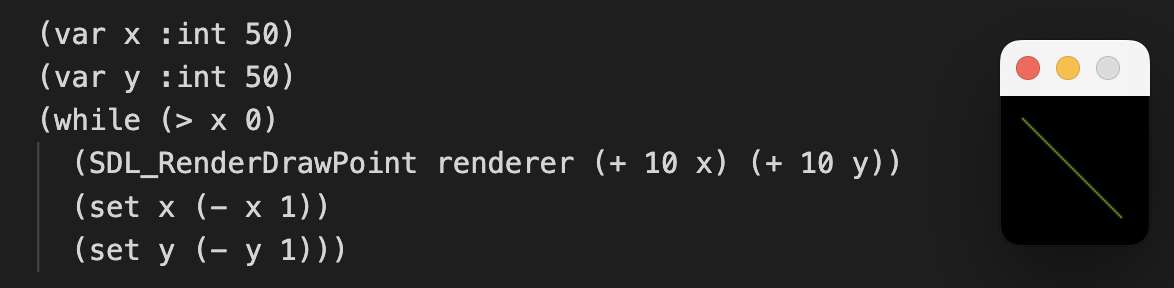 (var x :int 50)
(var y :int 50)
(while (> x 0)
(SDL_RenderDrawPoint renderer (+ 10 x) (+ 10 y))
(set x (- x 1))
(set y (- y 1)))